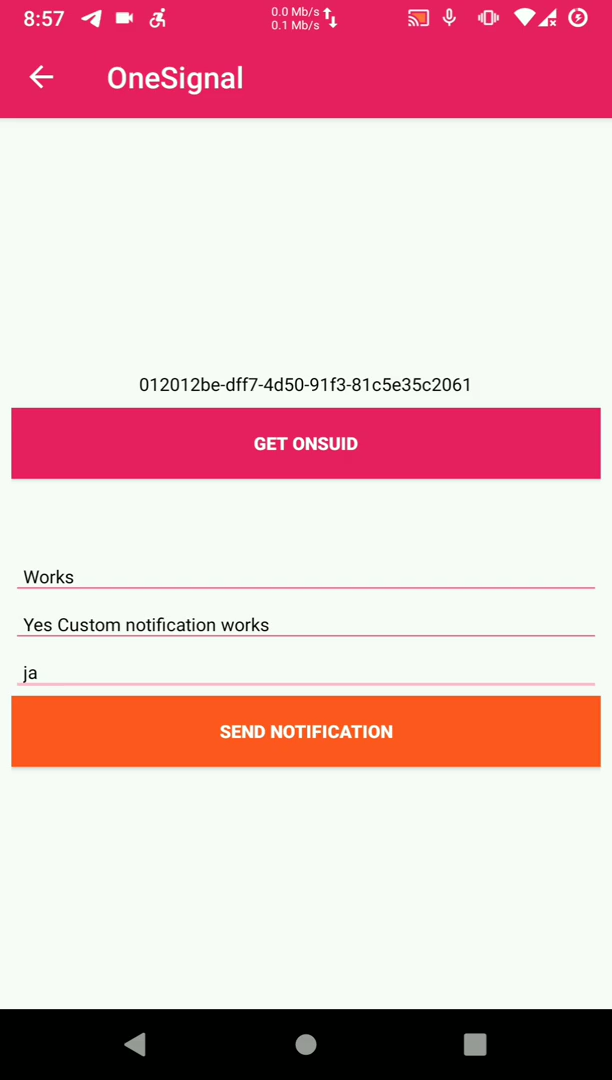 8:57
0.0 Mb/s
0.1 Mb/s
OneSignal
012012be-dff7-4d50-91f3-81c5e35c2061
GET ONSUID
Works
Yes Custom notification works
ja
SEND NOTIFICATION